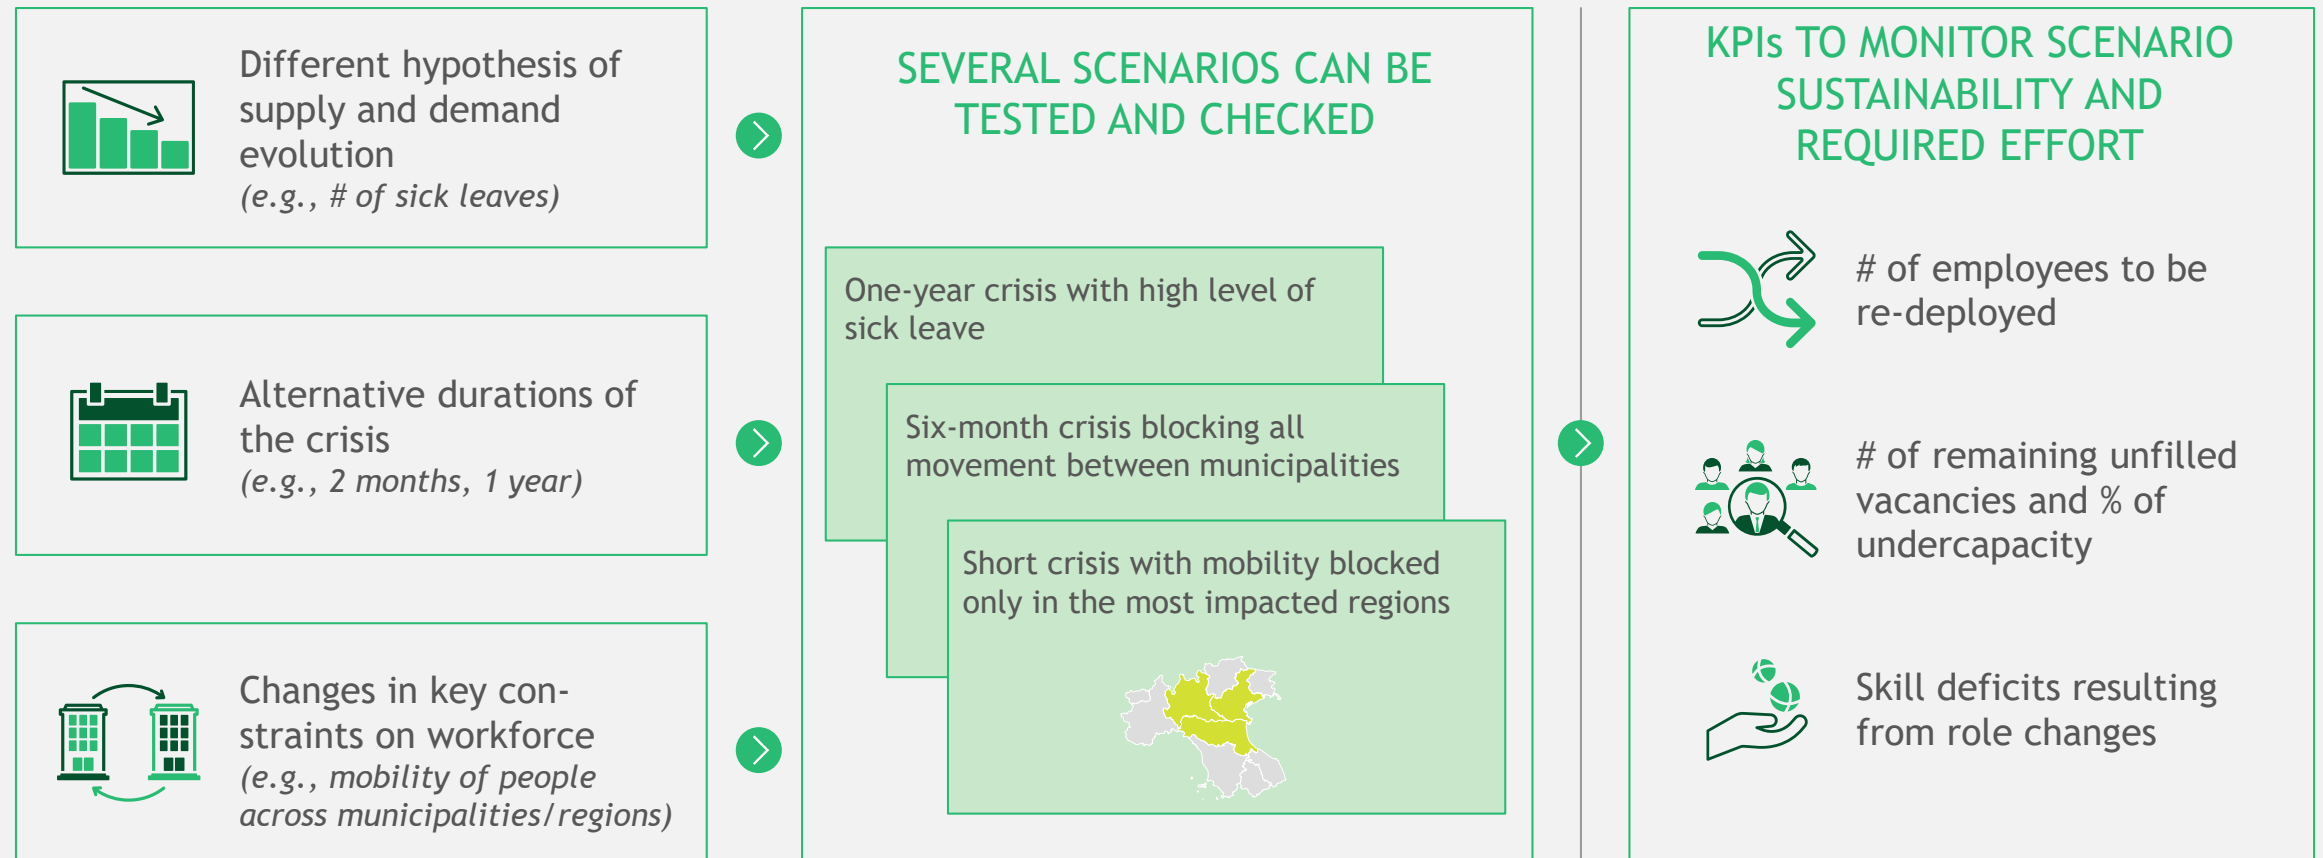 Different hypothesis of
supply and demand
evolution
(e.g., # of sick leaves)
Alternative durations of
the crisis
(e.g., 2 months, 1 year)
Changes in key con-
straints on workforce
(e.g., mobility of people
across municipalities/regions)
SEVERAL SCENARIOS CAN BE
TESTED AND CHECKED
One-year crisis with high level of
sick leave
Six-month crisis blocking all
movement between municipalities
Short crisis with mobility blocked
only in the most impacted regions
KPIs TO MONITOR SCENARIO
SUSTAINABILITY AND
REQUIRED EFFORT
# of employees to be
re-deployed
# of remaining unfilled
vacancies and % of
undercapacity
Skill deficits resulting
from role changes